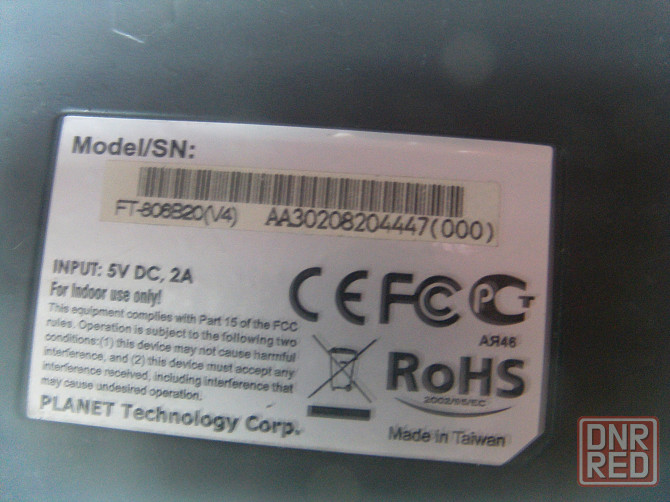 Model/SN:
FT-806B20(V4) AA30208204447(000)
INPUT: 5V DC, 2A
For Indoor use only!
This equipment complies with Part 15 of the FCC
rules. Operation is subject to the following two
conditions:(1) this device may not cause harmful
interference, and (2) this device must accept any
interference received, including interference that
may cause undesired operation.
PLANET Technology Corp.
CE FC PCT
АЯ46
RoHS
2002/95/EC
Made in Taiwan
DNR
RED